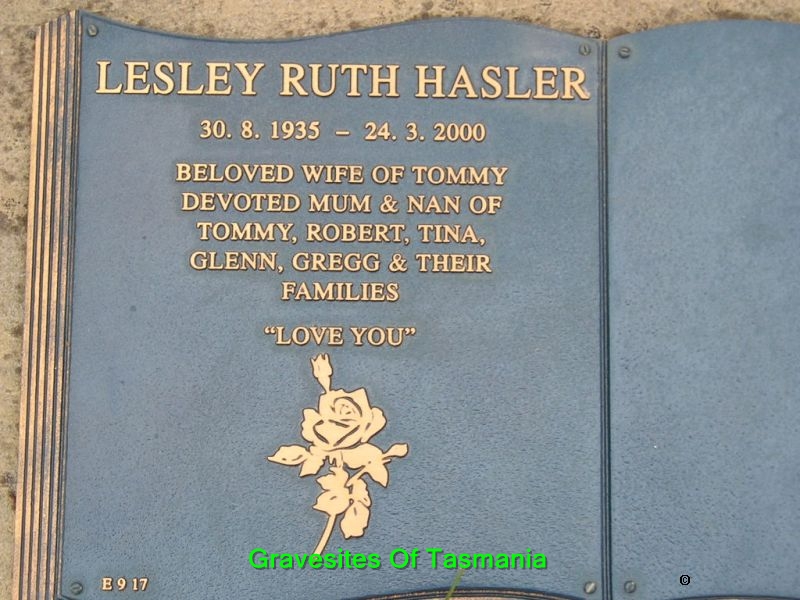 LESLEY RUTH HASLER
30. 8. 1935 – 24. 3. 2000
BELOVED WIFE OF TOMMY
DEVOTED MUM & NAN OF
TOMMY, ROBERT, TINA,
GLENN, GREGG & THEIR
FAMILIES
“LOVE YOU”
Gravesites Of Tasmania
E 9 17
©